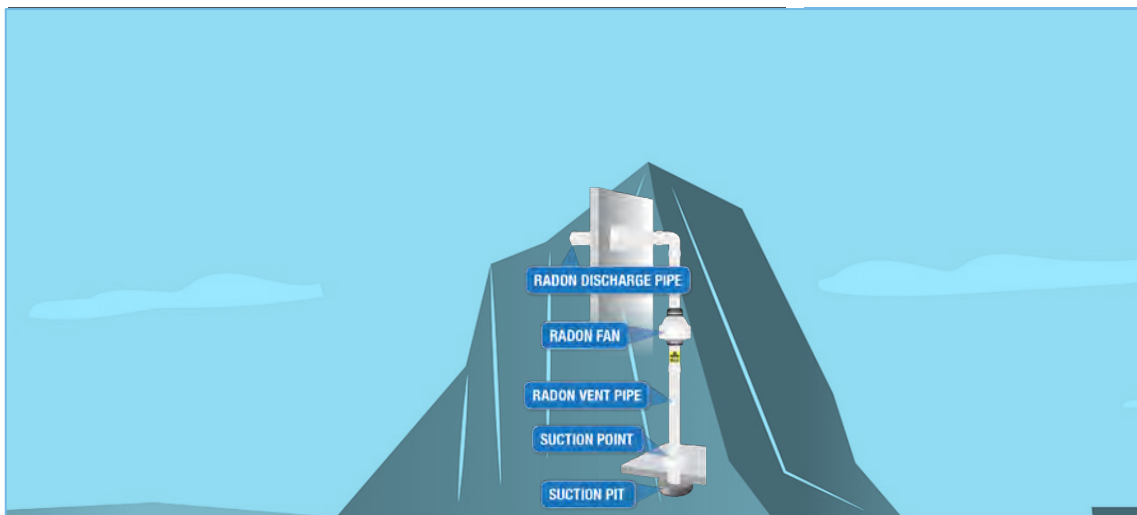 RADON DISCHARGE PIPE
RADON FAN
RADON VENT PIPE
SUCTION POINT
SUCTION PIT